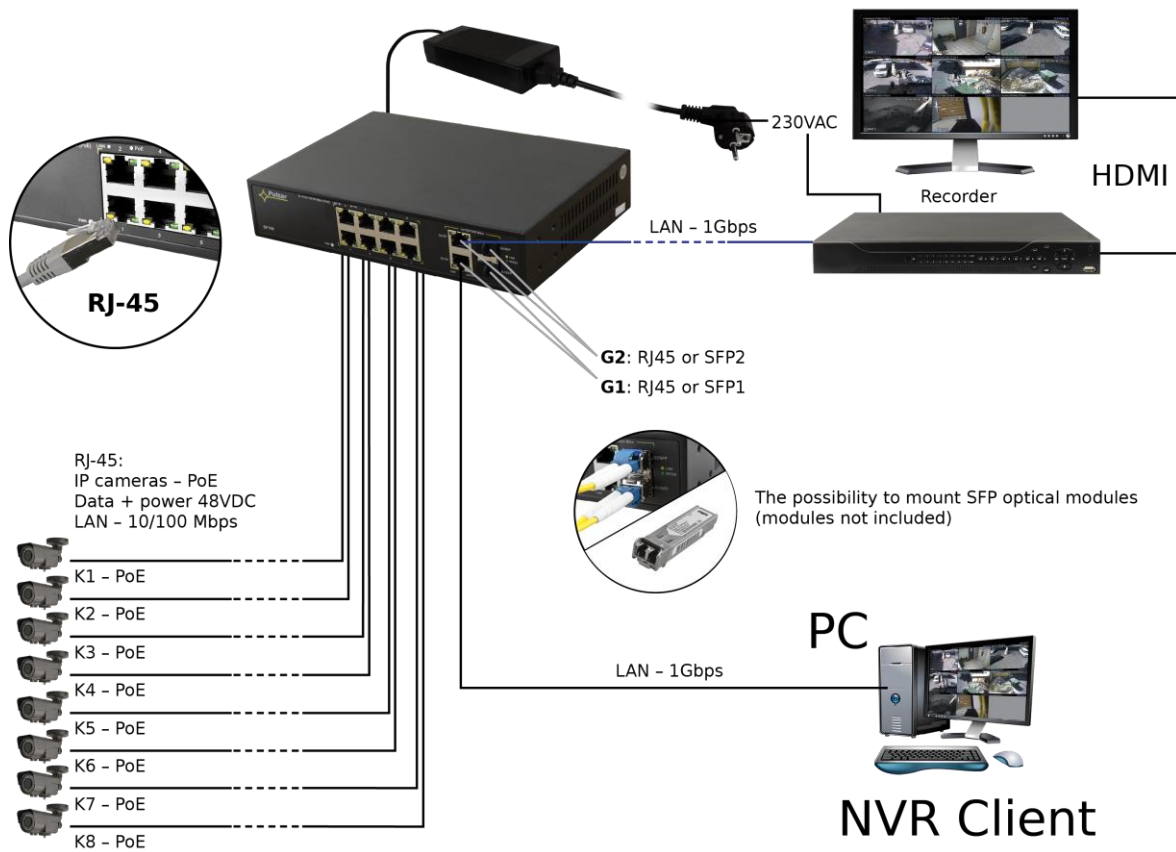 230VAC
HDMI
Recorder
LAN – 1Gbps
Pulsar
RJ-45
G2: RJ45 or SFP2
G1: RJ45 or SFP1
RJ-45:
IP cameras – PoE
Data + power 48VDC
LAN – 10/100 Mbps
The possibility to mount SFP optical modules
(modules not included)
K1 – PoE
K2 – PoE
K3 – PoE
K4 – PoE
K5 – PoE
K6 – PoE
K7 – PoE
K8 – PoE
PC
LAN – 1Gbps
NVR Client